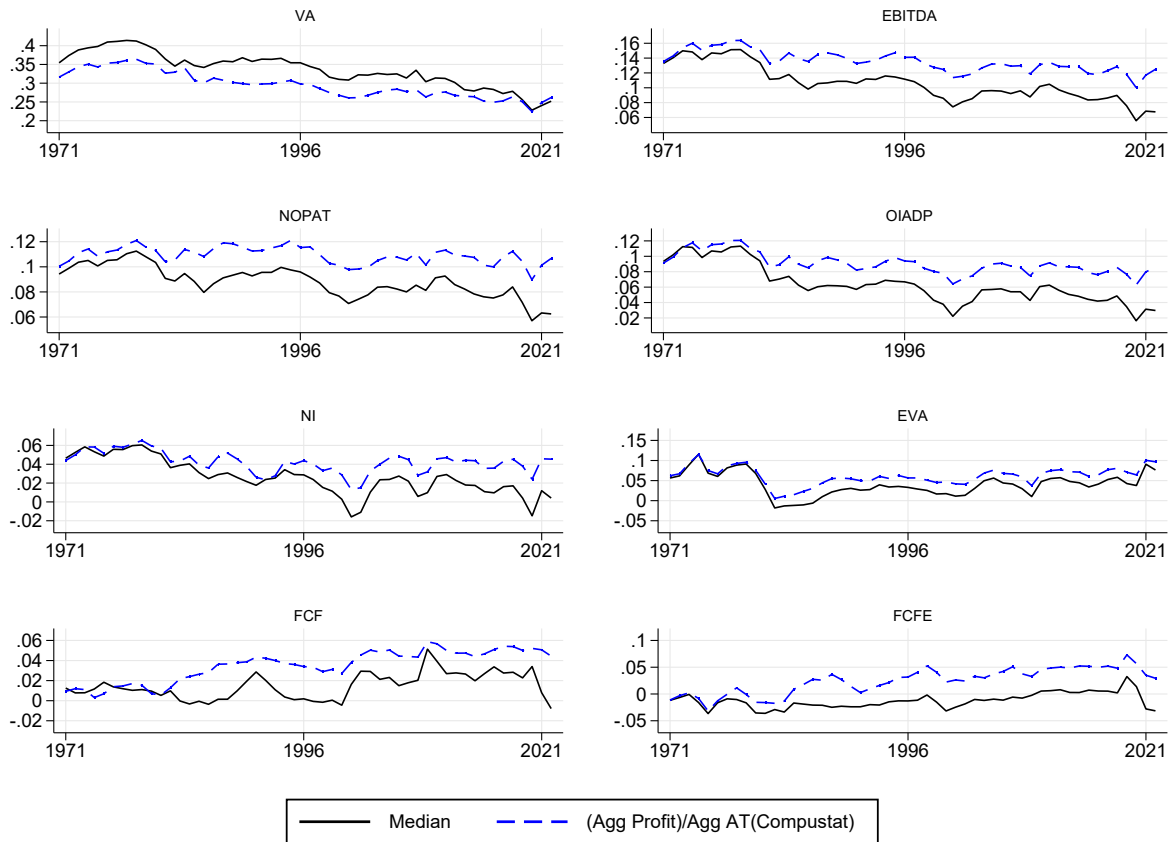 VA
.4
.35
.3
.25
.2
1971 1996 2021
EBITDA
.16
.14
.12
.1
.08
.06
1971 1996 2021
NOPAT
.12
.1
.08
.06
1971 1996 2021
OIADP
.12
.1
.08
.06
.04
.02
1971 1996 2021
NI
.06
.04
.02
0
-.02
1971 1996 2021
EVA
.15
.1
.05
0
-.05
1971 1996 2021
FCF
.06
.04
.02
0
-.02
1971 1996 2021
FCFE
.1
.05
0
-.05
1971 1996 2021
Median (Agg Profit)/Agg AT(Compustat)